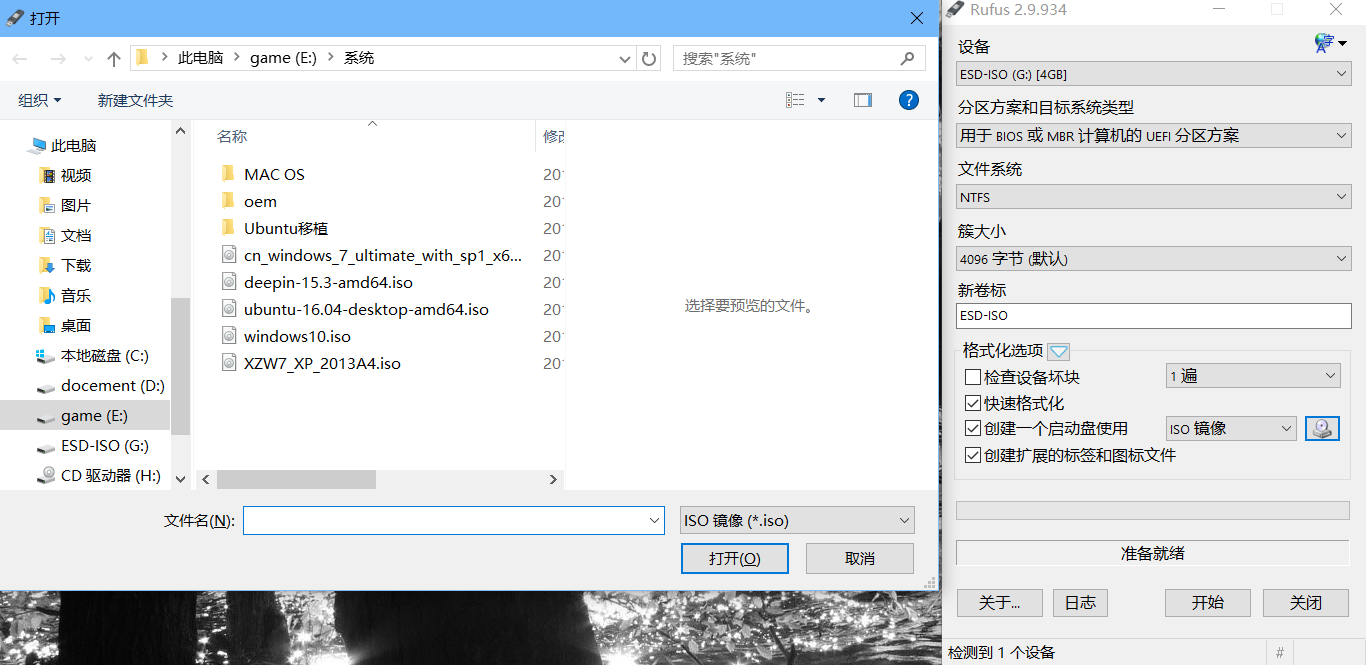 打开
此电脑 game (E:) 系统
搜索"系统"
组织 新建文件夹
此电脑
视频
图片
文档
下载
音乐
桌面
本地磁盘 (C:)
docement (D:)
game (E:)
ESD-ISO (G:)
CD 驱动器 (H:)
名称
MAC OS 201
oem 201
Ubuntu移植 201
cn_windows_7_ultimate_with_sp1_x6... 201
deepin-15.3-amd64.iso 201
ubuntu-16.04-desktop-amd64.iso 201
windows10.iso 201
XZW7_XP_2013A4.iso 201
选择要预览的文件。
文件名(N):
ISO 镜像 (*.iso)
打开(O) 取消
Rufus 2.9.934
设备
ESD-ISO (G:) [4GB]
分区方案和目标系统类型
用于 BIOS 或 MBR 计算机的 UEFI 分区方案
文件系统
NTFS
簇大小
4096 字节 (默认)
新卷标
ESD-ISO
格式化选项
检查设备坏块 1 遍
快速格式化
创建一个启动盘使用 ISO 镜像
创建扩展的标签和图标文件
准备就绪
关于... 日志 开始 关闭
检测到 1 个设备 #